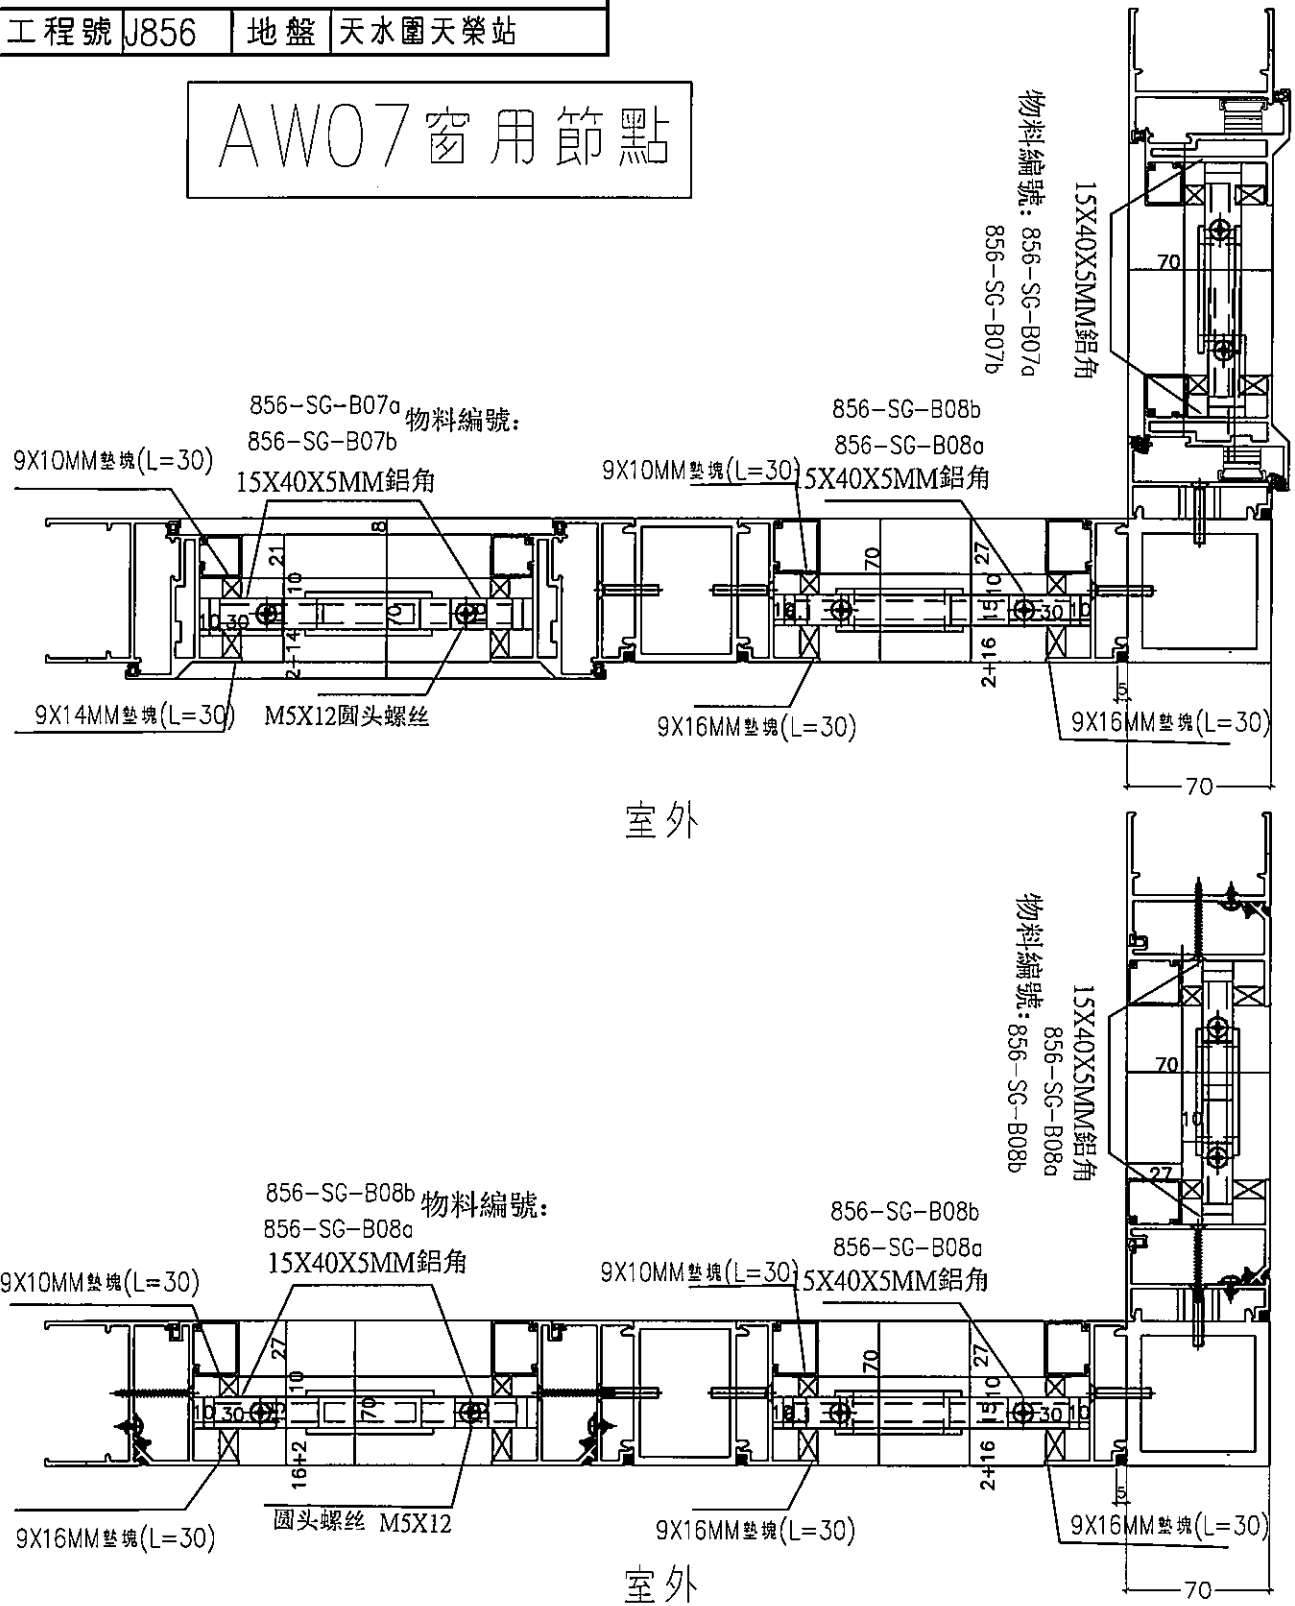 工程號 J856 地盤 天水圍天榮站
AW07窗用節點
物料編號: 856-SG-B07a
856-SG-B07b
15X40X5MM鋁角
70
856-SG-B07a 物料編號:
856-SG-B07b
9X10MM墊塊(L=30)
15X40X5MM鋁角
856-SG-B08b
856-SG-B08a
9X10MM墊塊(L=30)
15X40X5MM鋁角
8
21
10
70
27
10
10 30
70
15
30 10
2-14
2+16
5
9X14MM墊塊(L=30)
M5X12圆头螺丝
9X16MM墊塊(L=30)
9X16MM墊塊(L=30)
70
室外
物料編號: 856-SG-B08b
856-SG-B08a
15X40X5MM鋁角
70
10
27
856-SG-B08b 物料編號:
856-SG-B08a
15X40X5MM鋁角
9X10MM墊塊(L=30)
856-SG-B08b
856-SG-B08a
9X10MM墊塊(L=30)
15X40X5MM鋁角
27
10
70
27
10
10 30
70
15
30 10
16+2
2+16
5
9X16MM墊塊(L=30)
圆头螺丝 M5X12
9X16MM墊塊(L=30)
9X16MM墊塊(L=30)
70
室外